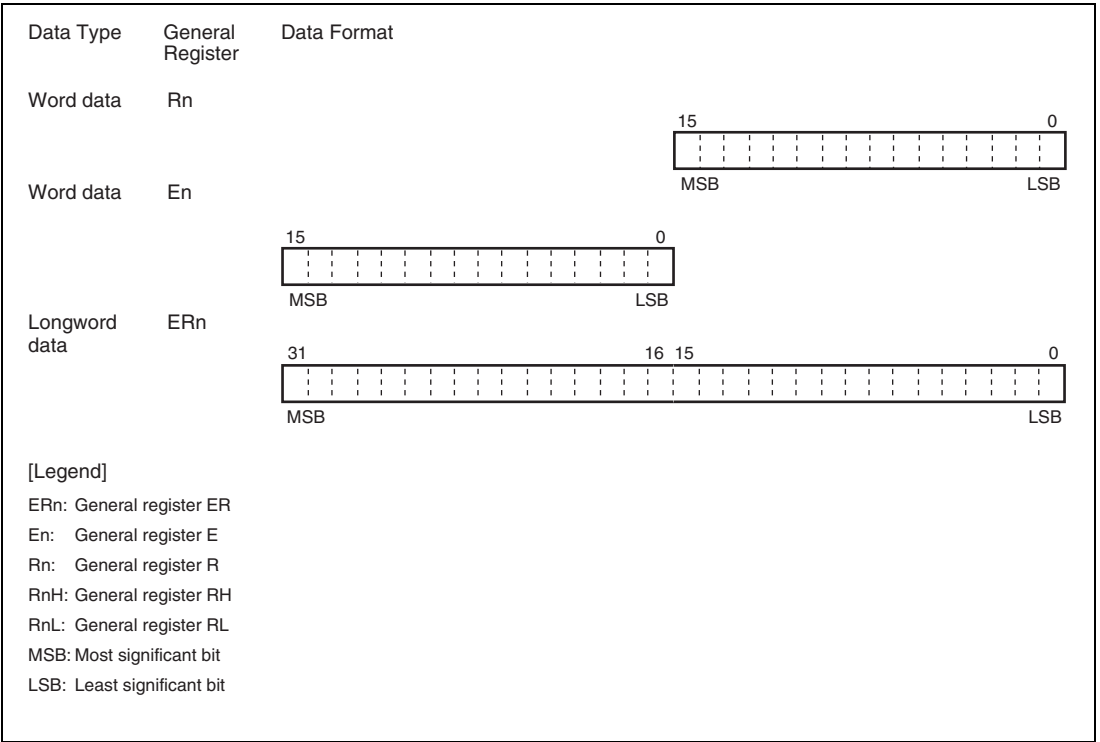 Data Type General Register Data Format
Word data Rn
15 0
MSB LSB
Word data En
15 0
MSB LSB
Longword data ERn
31 16 15 0
MSB LSB
[Legend]
ERn: General register ER
En: General register E
Rn: General register R
RnH: General register RH
RnL: General register RL
MSB: Most significant bit
LSB: Least significant bit